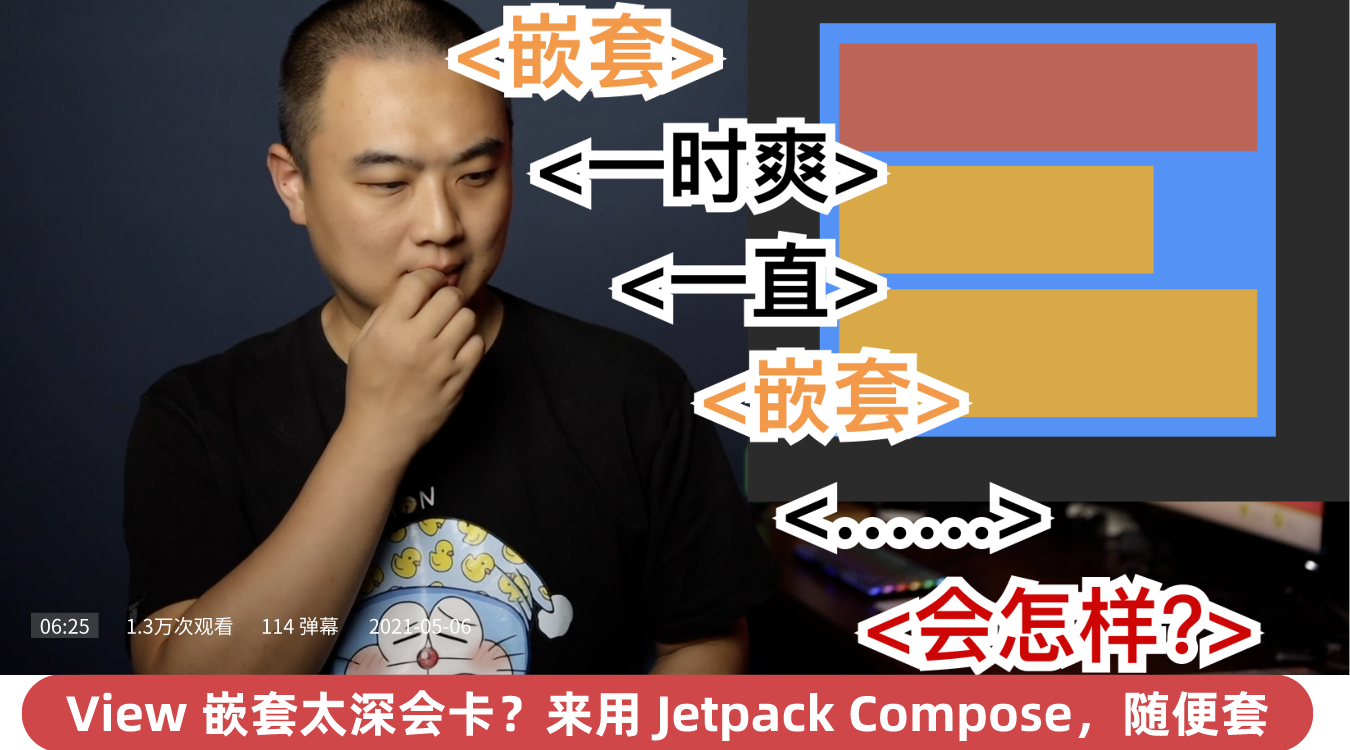 <嵌套>
<一时爽>
<一直>
<嵌套>
<......>
<会怎样?>
ON
06:25 1.3万次观看 114 弹幕 2021-05-06
View 嵌套太深会卡？来用 Jetpack Compose，随便套